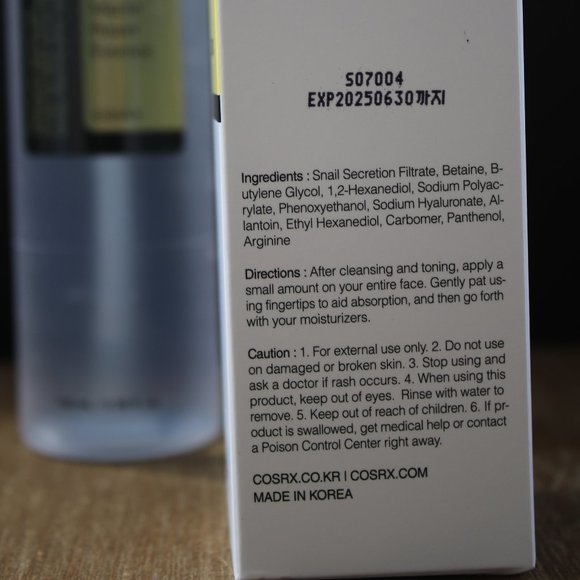 S07004
EXP20250630까지
Ingredients : Snail Secretion Filtrate, Betaine, B-
utylene Glycol, 1,2-Hexanediol, Sodium Polyac-
rylate, Phenoxyethanol, Sodium Hyaluronate, Al-
lantoin, Ethyl Hexanediol, Carbomer, Panthenol,
Arginine
Directions : After cleansing and toning, apply a
small amount on your entire face. Gently pat us-
ing fingertips to aid absorption, and then go forth
with your moisturizers.
Caution : 1. For external use only. 2. Do not use
on damaged or broken skin. 3. Stop using and
ask a doctor if rash occurs. 4. When using this
product, keep out of eyes. Rinse with water to
remove. 5. Keep out of reach of children. 6. If pr-
oduct is swallowed, get medical help or contact
a Poison Control Center right away.
COSRX.CO.KR | COSRX.COM
MADE IN KOREA